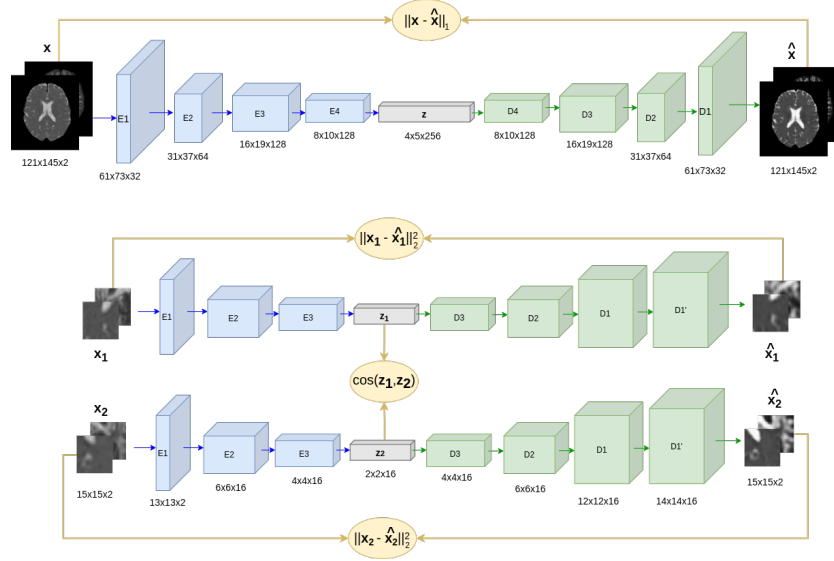 ||x - x̂||₁
x
x̂
E1
E2
E3
E4
z
D4
D3
D2
D1
121x145x2
61x73x32
31x37x64
16x19x128
8x10x128
4x5x256
8x10x128
16x19x128
31x37x64
61x73x32
121x145x2
||x₁ - x̂₁||₂²
E1
E2
E3
z₁
D3
D2
D1
D1'
x₁
x̂₁
cos(z₁,z₂)
x₂
x̂₂
E1
E2
E3
z₂
D3
D2
D1
D1'
15x15x2
13x13x2
6x6x16
4x4x16
2x2x16
4x4x16
6x6x16
12x12x16
14x14x16
15x15x2
||x₂ - x̂₂||₂²